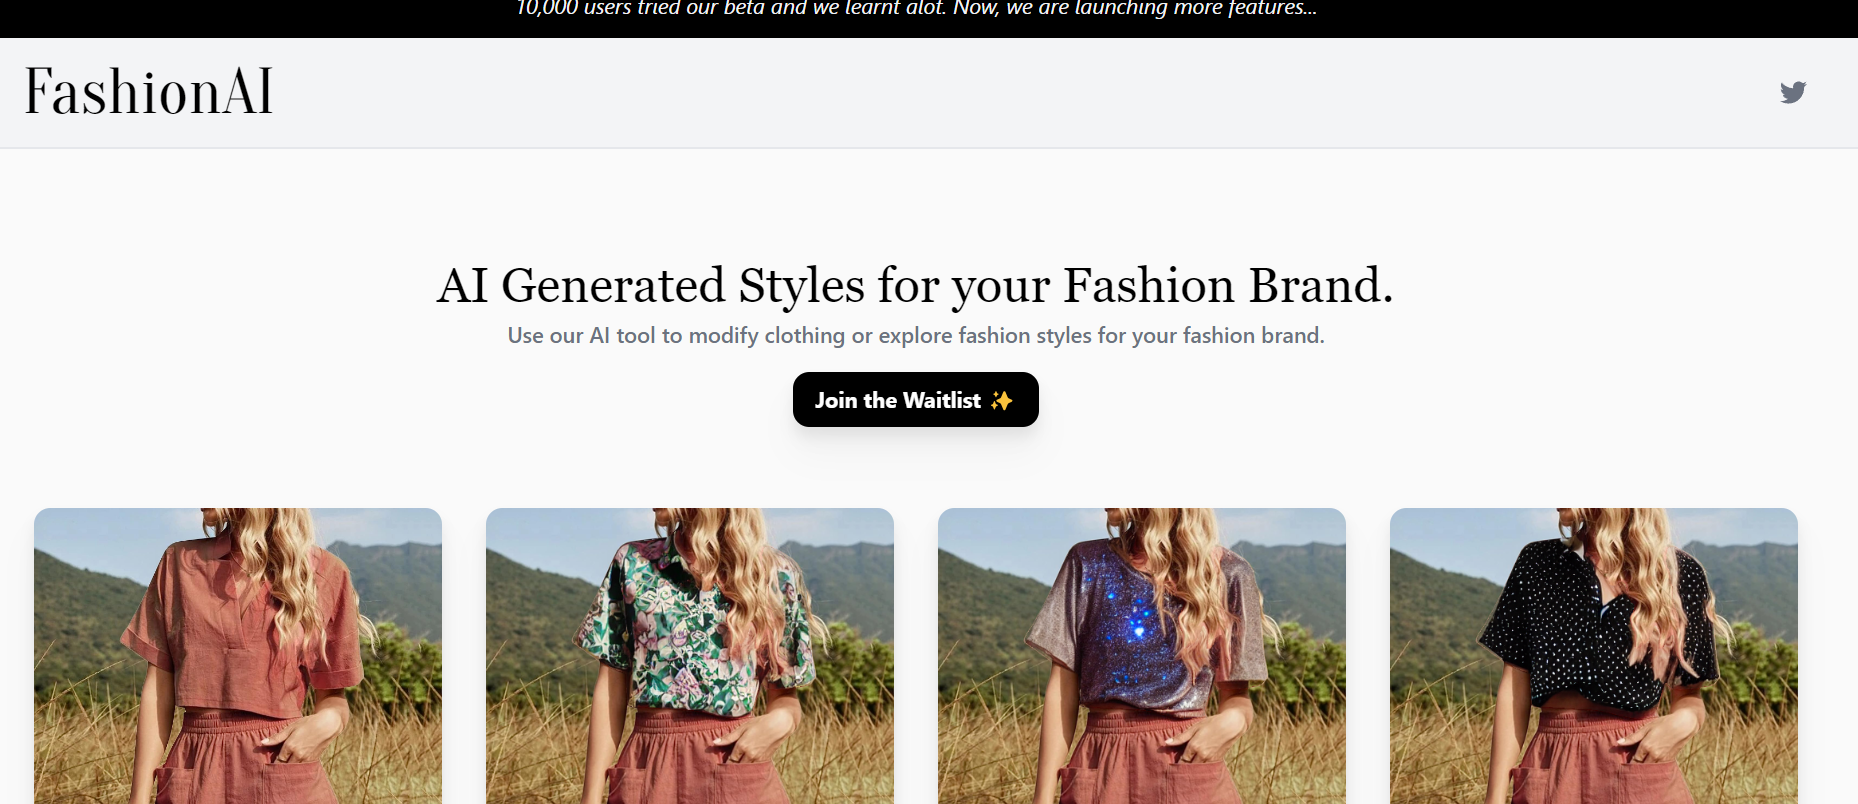 10,000 users tried our beta and we learnt alot. Now, we are launching more features...
FashionAI
AI Generated Styles for your Fashion Brand.
Use our AI tool to modify clothing or explore fashion styles for your fashion brand.
Join the Waitlist ✨